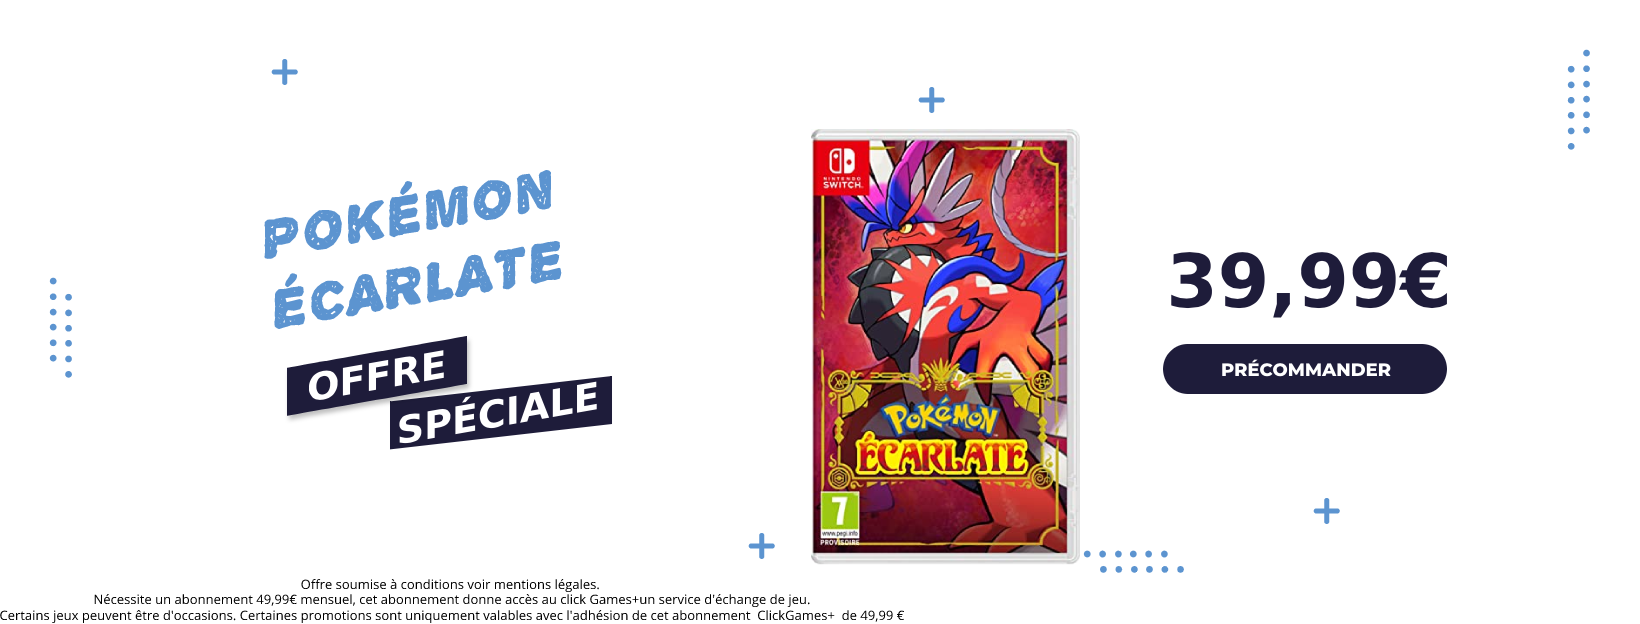 POKÉMON
ÉCARLATE
OFFRE
SPÉCIALE
NINTENDO
SWITCH.
POKÉMON
ÉCARLATE
7
www.pegi.info
PROVISOIRE
39,99€
PRÉCOMMANDER
Offre soumise à conditions voir mentions légales.
Nécessite un abonnement 49,99€ mensuel, cet abonnement donne accès au click Games+un service d'échange de jeu.
Certains jeux peuvent être d'occasions. Certaines promotions sont uniquement valables avec l'adhésion de cet abonnement ClickGames+ de 49,99 €